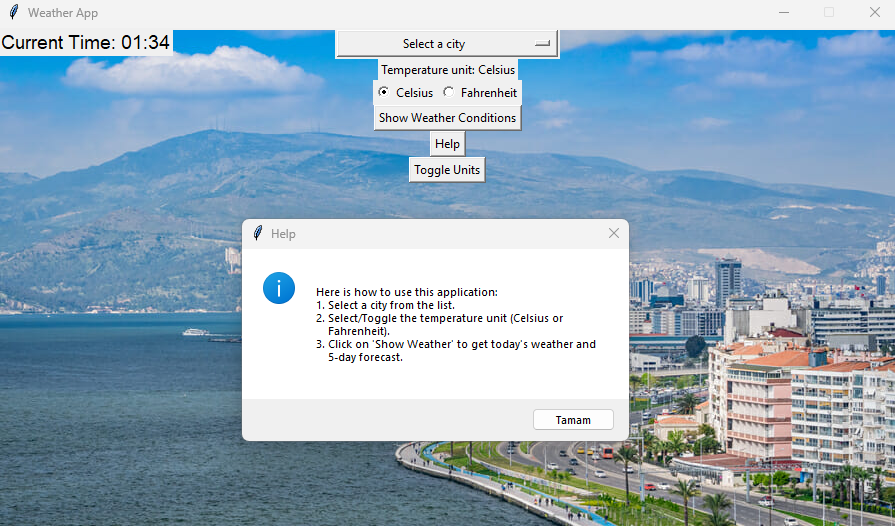 Weather App
Current Time: 01:34
Select a city
Temperature unit: Celsius
Celsius
Fahrenheit
Show Weather Conditions
Help
Toggle Units
Help
Here is how to use this application:
1. Select a city from the list.
2. Select/Toggle the temperature unit (Celsius or
Fahrenheit).
3. Click on 'Show Weather' to get today's weather and
5-day forecast.
Tamam